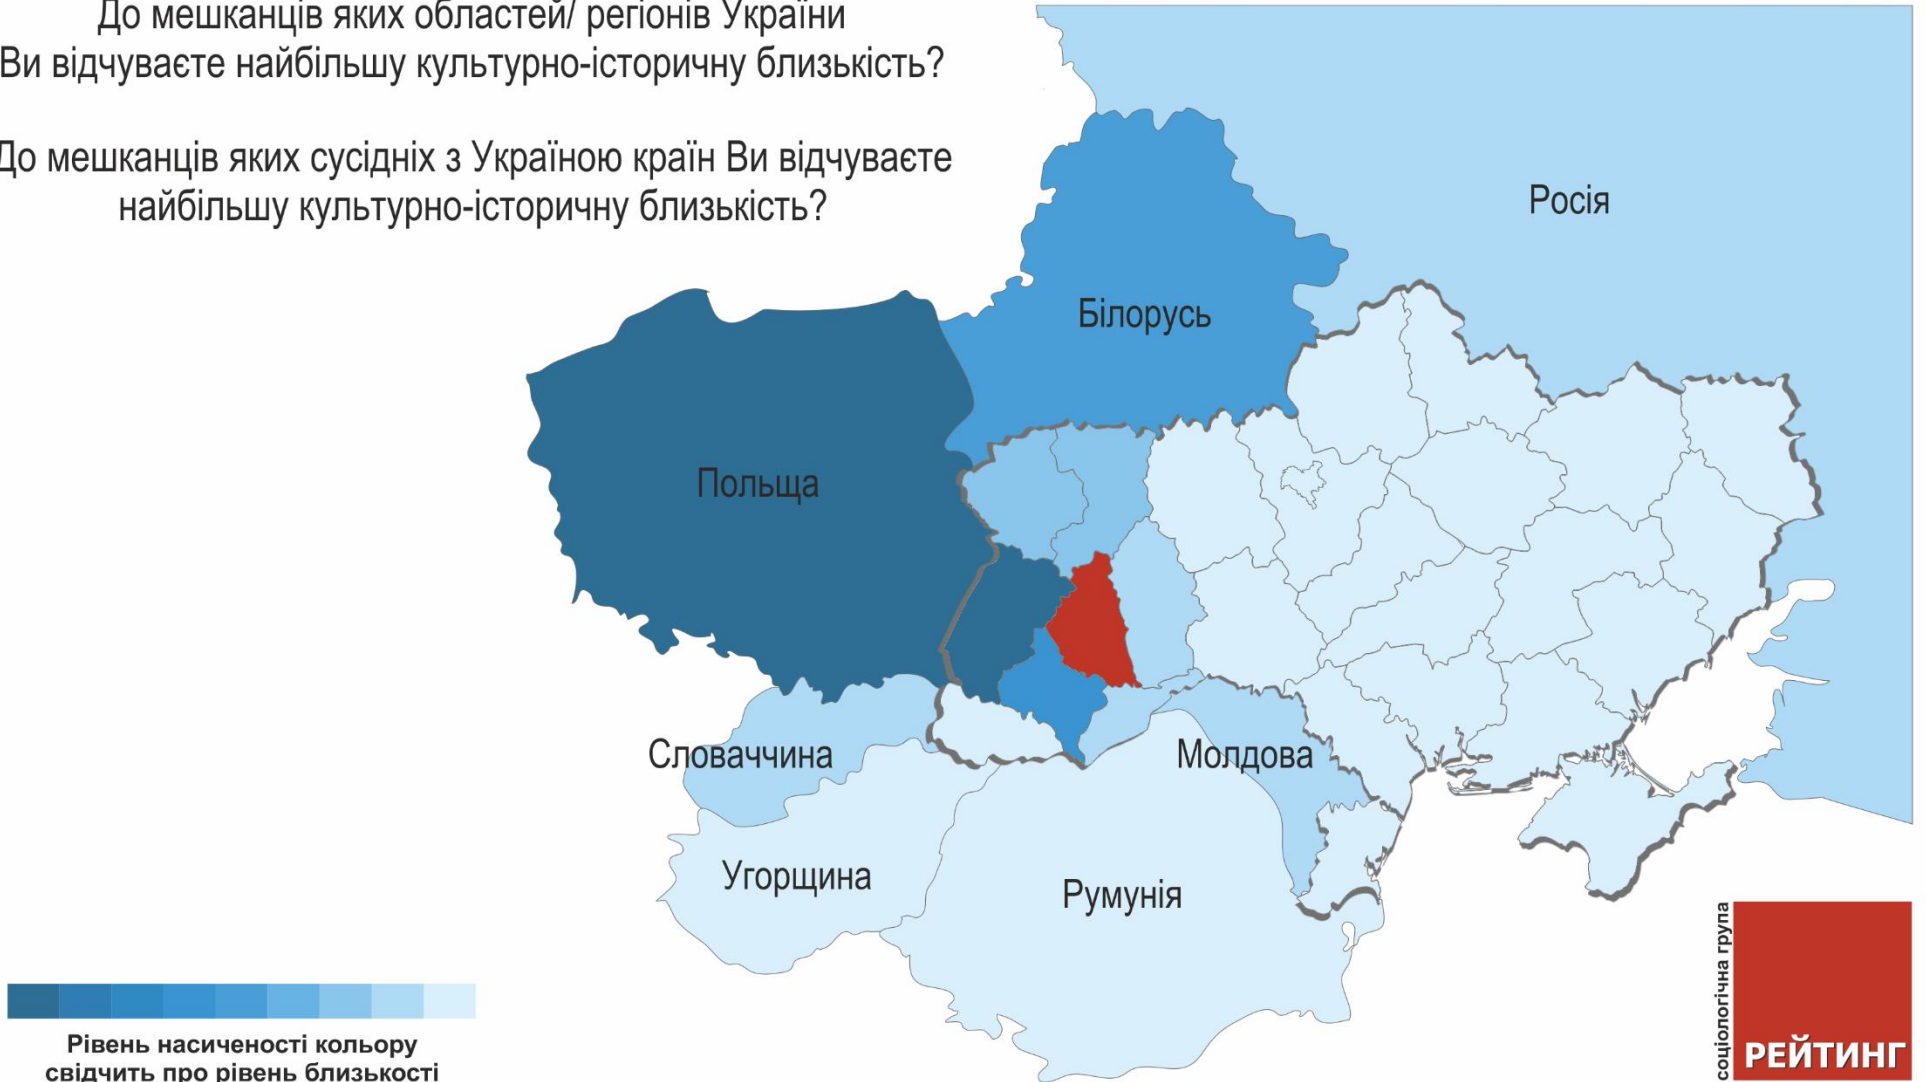 До мешканців яких областей/ регіонів України
Ви відчуваєте найбільшу культурно-історичну близькість?
До мешканців яких сусідніх з Україною країн Ви відчуваєте
найбільшу культурно-історичну близькість?
Росія
Білорусь
Польща
Словаччина
Молдова
Угорщина
Румунія
Рівень насиченості кольору
свідчить про рівень близькості
соціологічна група
РЕЙТИНГ